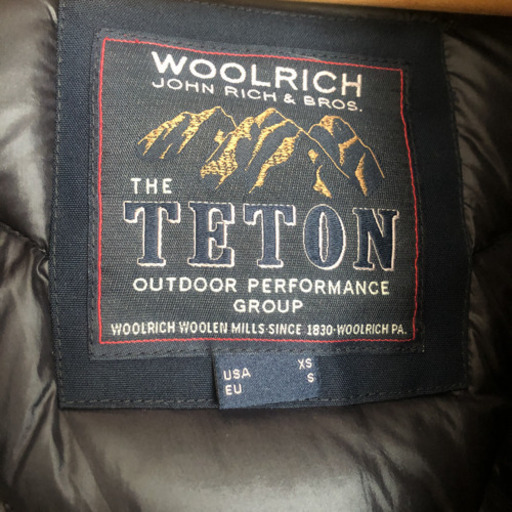 WOOLRICH
JOHN RICH & BROS.
THE
TETON
OUTDOOR PERFORMANCE
GROUP
WOOLRICH WOOLEN MILLS·SINCE 1830·WOOLRICH PA.
USA XS
EU S